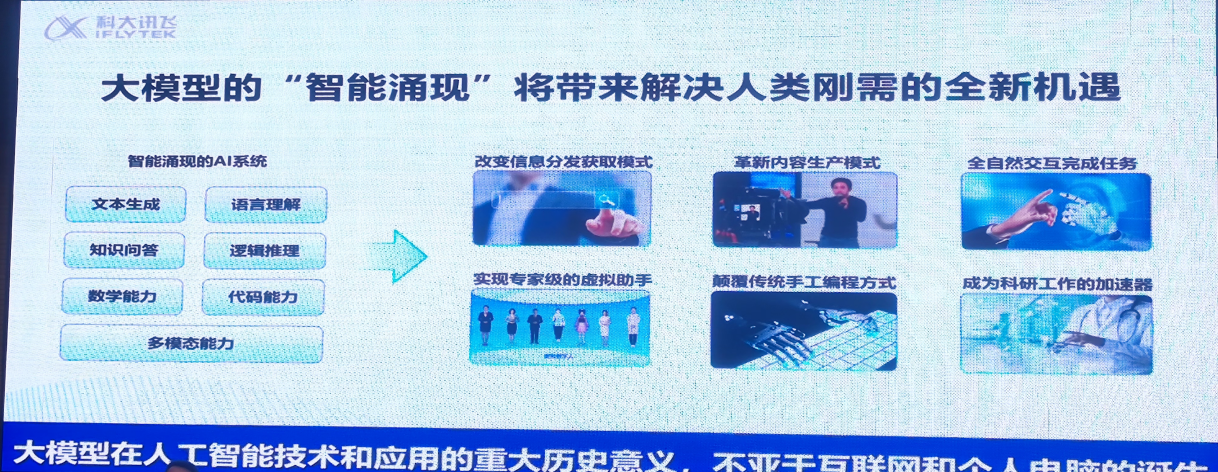 科大讯飞
iFLYTEK
大模型的“智能涌现”将带来解决人类刚需的全新机遇
智能涌现的AI系统
文本生成
语言理解
知识问答
逻辑推理
数学能力
代码能力
多模态能力
改变信息分发获取模式
革新内容生产模式
全自然交互完成任务
实现专家级的虚拟助手
颠覆传统手工编程方式
成为科研工作的加速器
大模型在人工智能技术和应用的重大历史意义，不亚于互联网和个人电脑的诞生